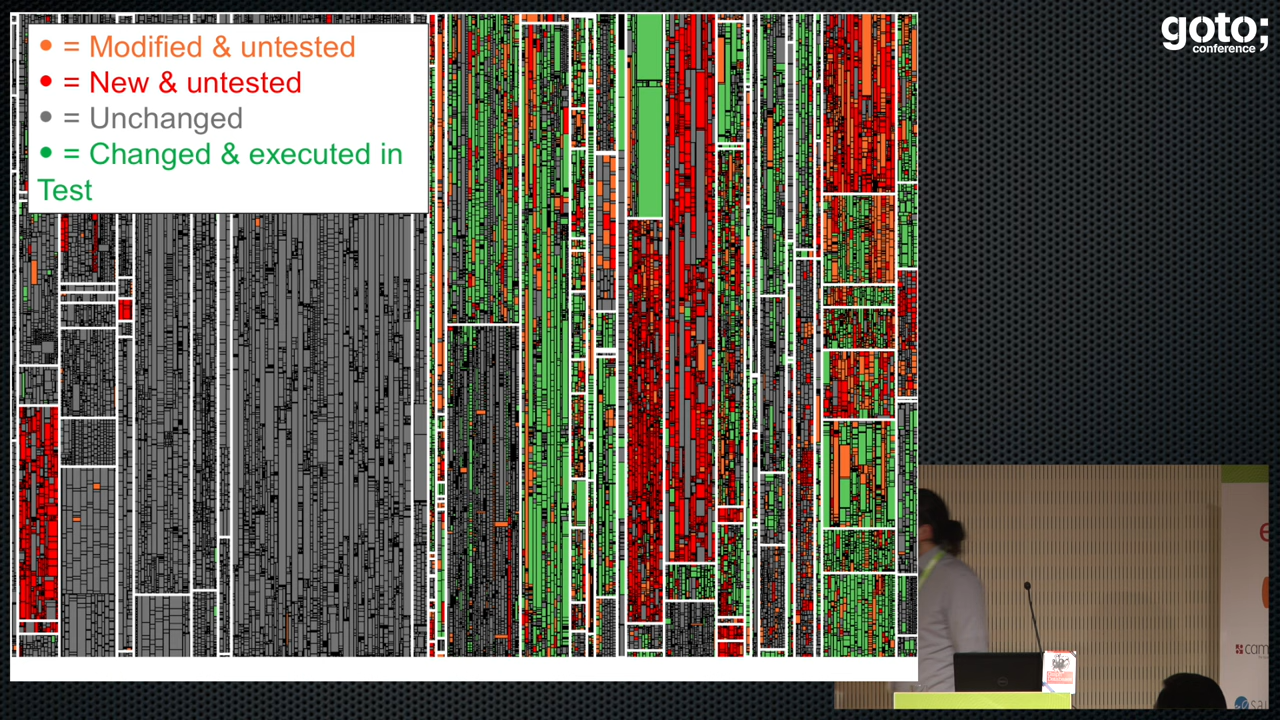 • = Modified & untested
• = New & untested
• = Unchanged
• = Changed & executed in
Test
goto;
conference